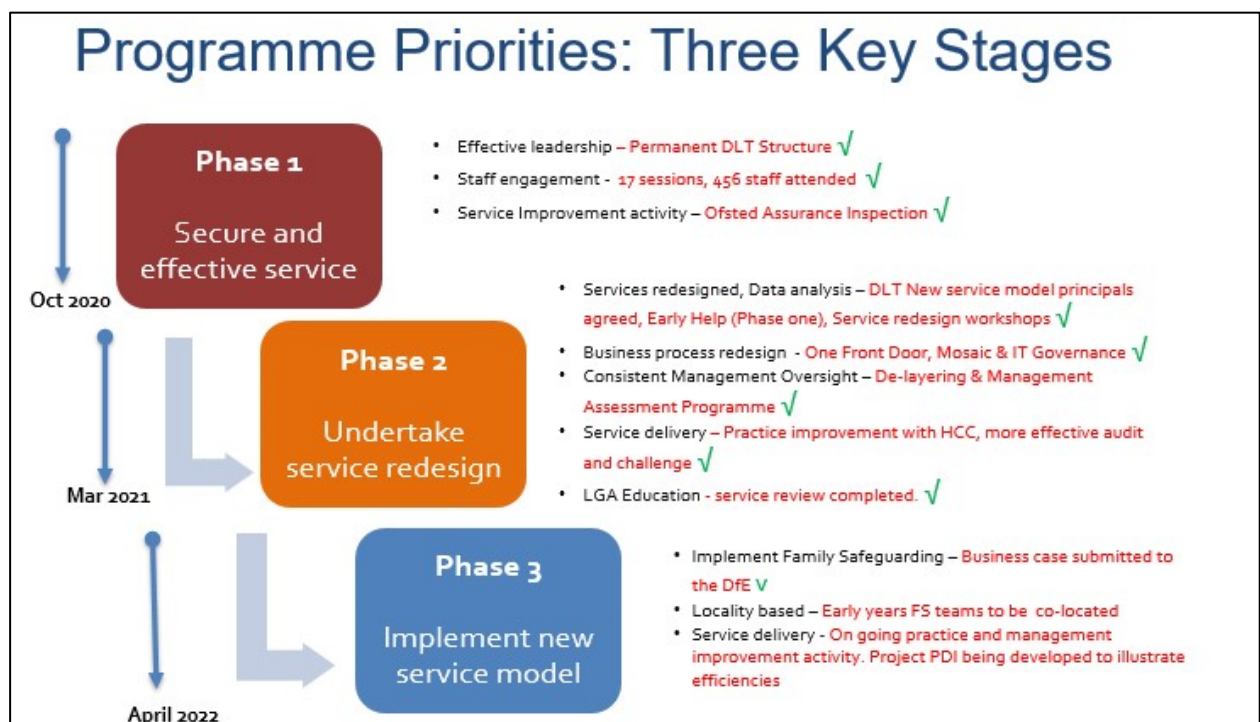 Programme Priorities: Three Key Stages
Phase 1
Secure and
effective service
Oct 2020
• Effective leadership – Permanent DLT Structure √
• Staff engagement - 17 sessions, 456 staff attended √
• Service Improvement activity – Ofsted Assurance Inspection √
Phase 2
Undertake
service redesign
Mar 2021
• Services redesigned, Data analysis – DLT New service model principals
agreed, Early Help (Phase one), Service redesign workshops √
• Business process redesign - One Front Door, Mosaic & IT Governance √
• Consistent Management Oversight – De-layering & Management
Assessment Programme √
• Service delivery – Practice improvement with HCC, more effective audit
and challenge √
• LGA Education - service review completed. √
Phase 3
Implement new
service model
April 2022
• Implement Family Safeguarding – Business case submitted to
the DfE v
• Locality based – Early years FS teams to be co-located
• Service delivery - On going practice and management
improvement activity. Project PDI being developed to illustrate
efficiencies